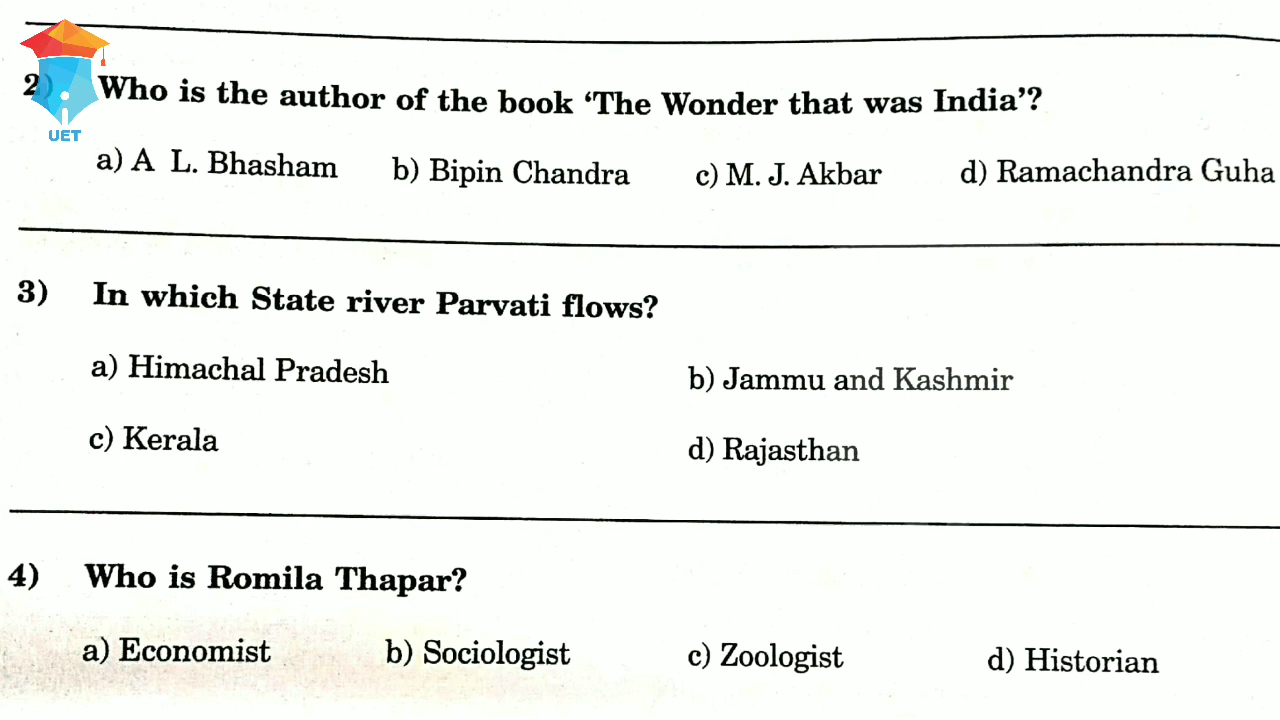 2) Who is the author of the book ‘The Wonder that was India’?
UET
a) A L. Bhasham b) Bipin Chandra c) M. J. Akbar d) Ramachandra Guha
3) In which State river Parvati flows?
a) Himachal Pradesh b) Jammu and Kashmir
c) Kerala d) Rajasthan
4) Who is Romila Thapar?
a) Economist b) Sociologist c) Zoologist d) Historian